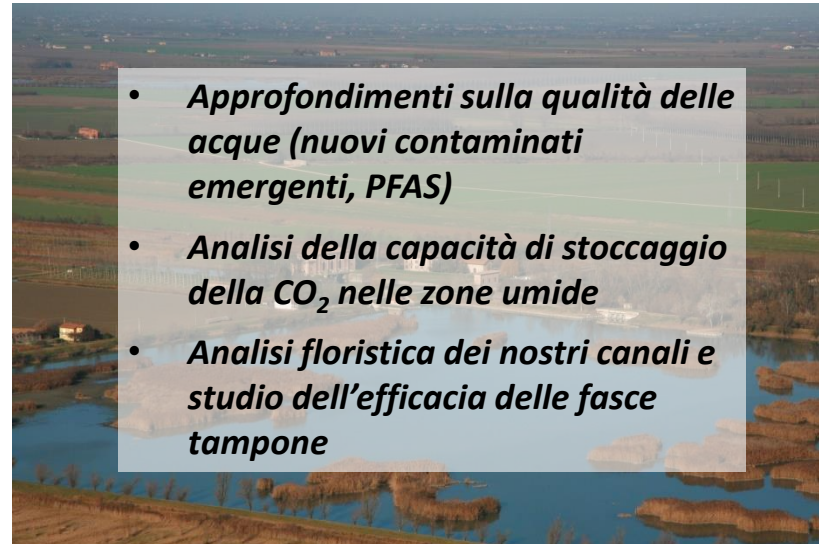 • Approfondimenti sulla qualità delle
acque (nuovi contaminati
emergenti, PFAS)
• Analisi della capacità di stoccaggio
della CO₂ nelle zone umide
• Analisi floristica dei nostri canali e
studio dell’efficacia delle fasce
tampone